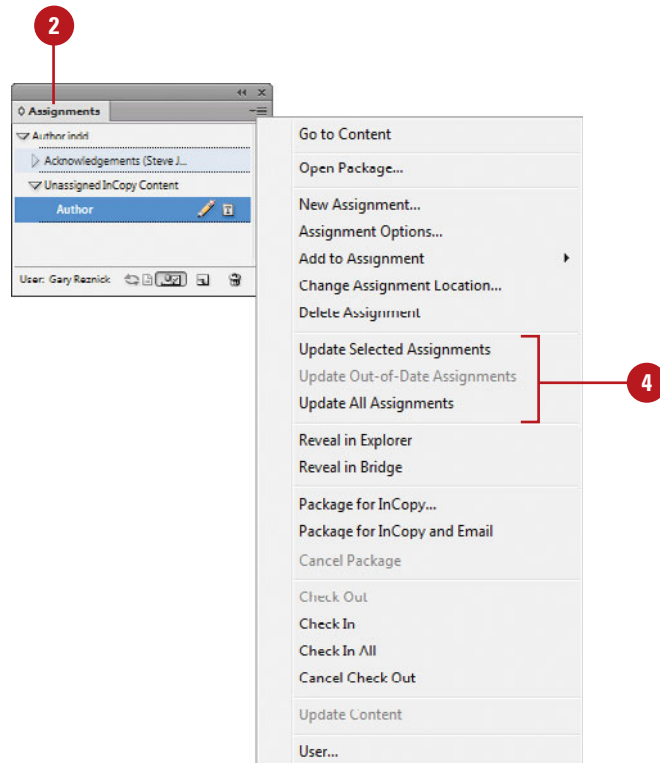 2
Assignments
Author.indd
Acknowledgements (Steve J...
Unassigned InCopy Content
Author
User: Gary Reznick
Go to Content
Open Package...
New Assignment...
Assignment Options...
Add to Assignment
Change Assignment Location...
Delete Assignment
Update Selected Assignments
Update Out-of-Date Assignments
Update All Assignments
4
Reveal in Explorer
Reveal in Bridge
Package for InCopy...
Package for InCopy and Email
Cancel Package
Check Out
Check In
Check In All
Cancel Check Out
Update Content
User...